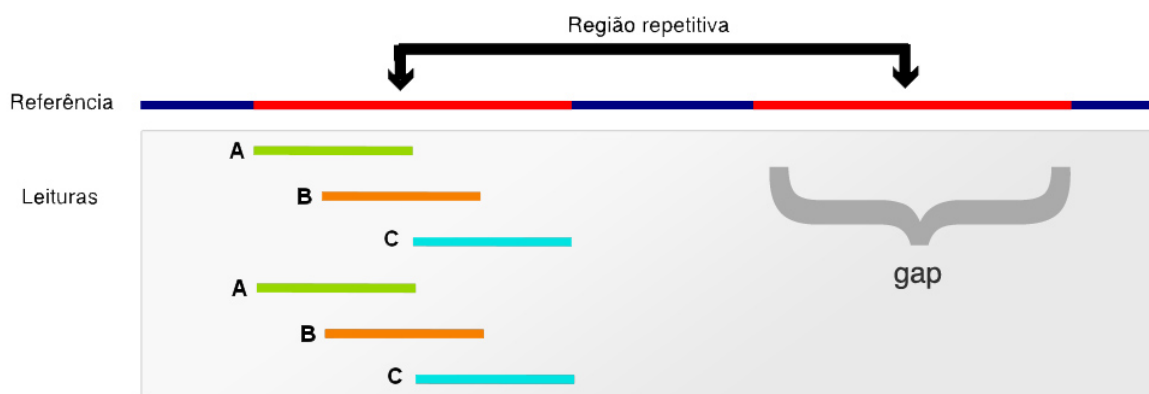 Região repetitiva
Referência
A
Leituras
B
C
gap
A
B
C